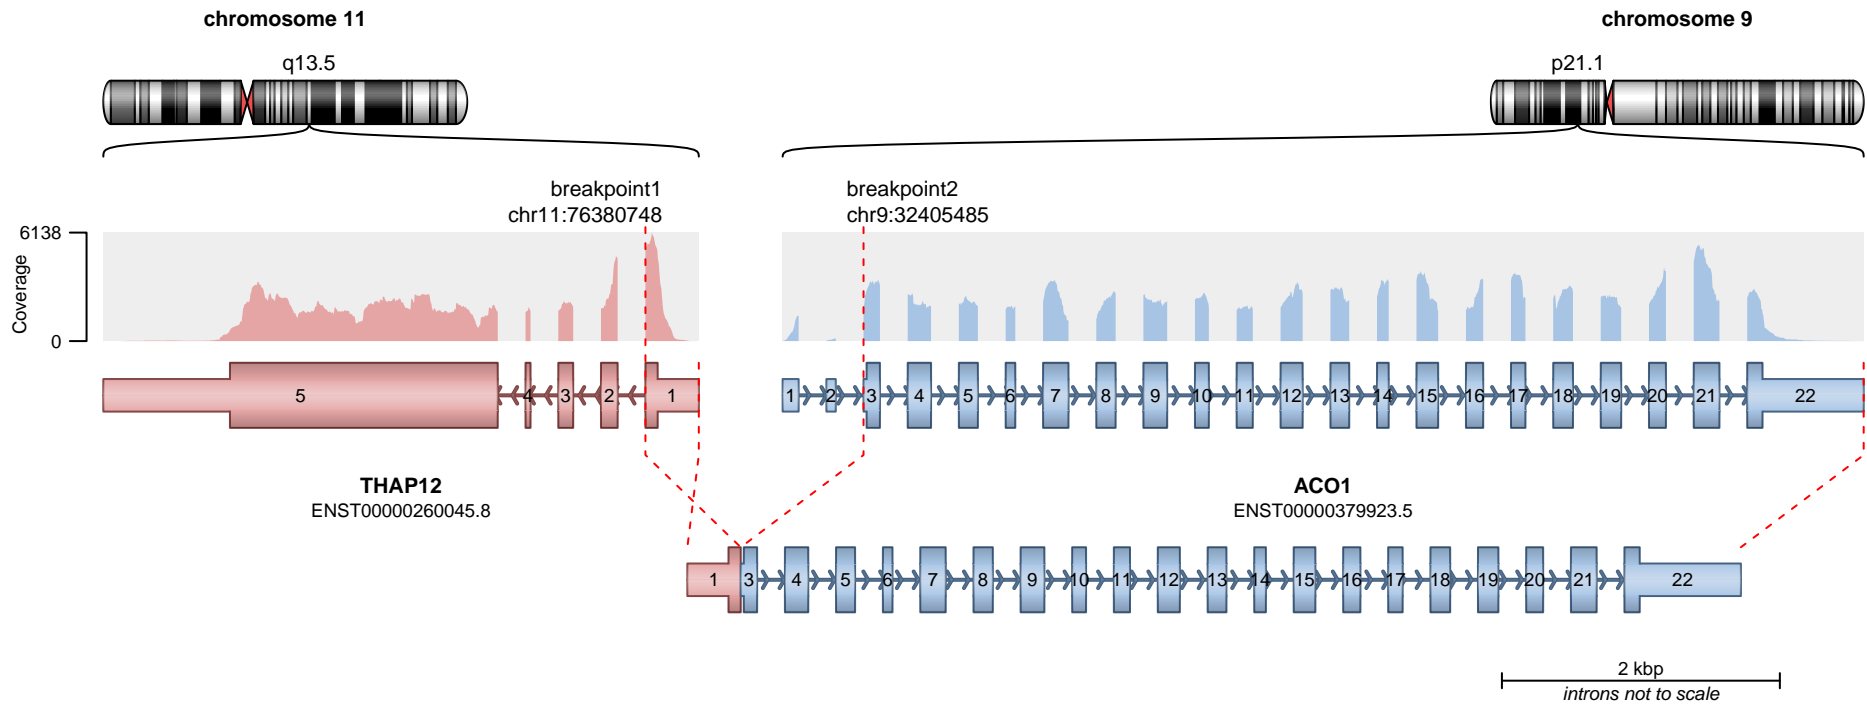 chromosome 11
chromosome 9
q13.5
p21.1
breakpoint1
chr11:76380748
breakpoint2
chr9:32405485
6138
Coverage
0
5 4 3 2 1
1 2 3 4 5 6 7 8 9 10 11 12 13 14 15 16 17 18 19 20 21 22
THAP12
ENST00000260045.8
ACO1
ENST00000379923.5
1 3 4 5 6 7 8 9 10 11 12 13 14 15 16 17 18 19 20 21 22
2 kbp
introns not to scale